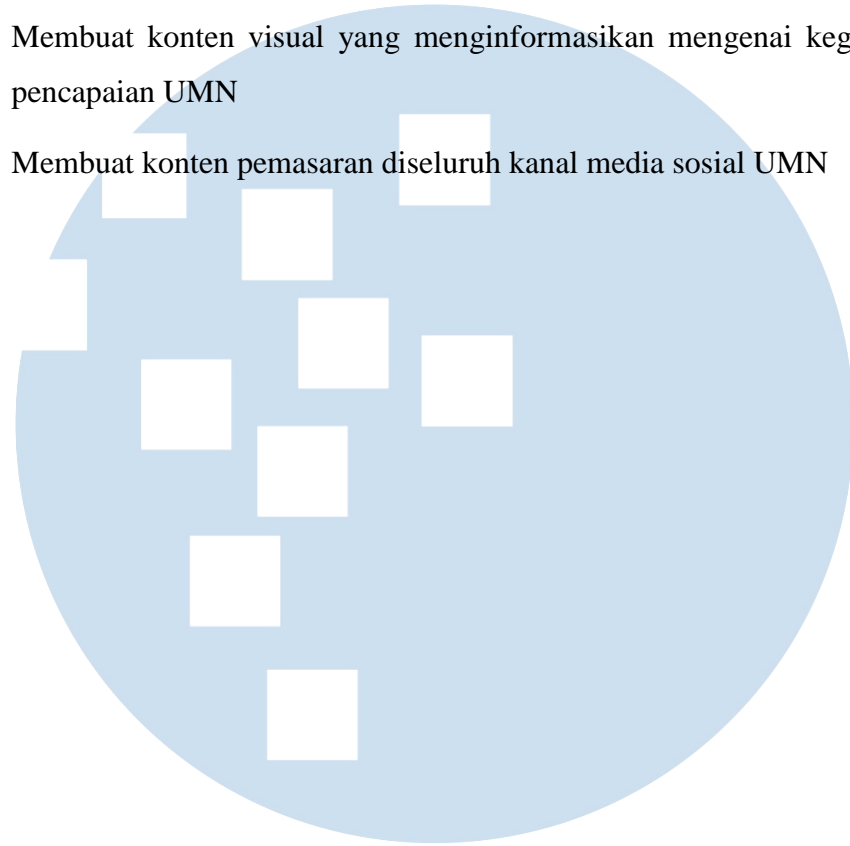 Membuat konten visual yang menginformasikan mengenai keg
pencapaian UMN
Membuat konten pemasaran diseluruh kanal media sosial UMN